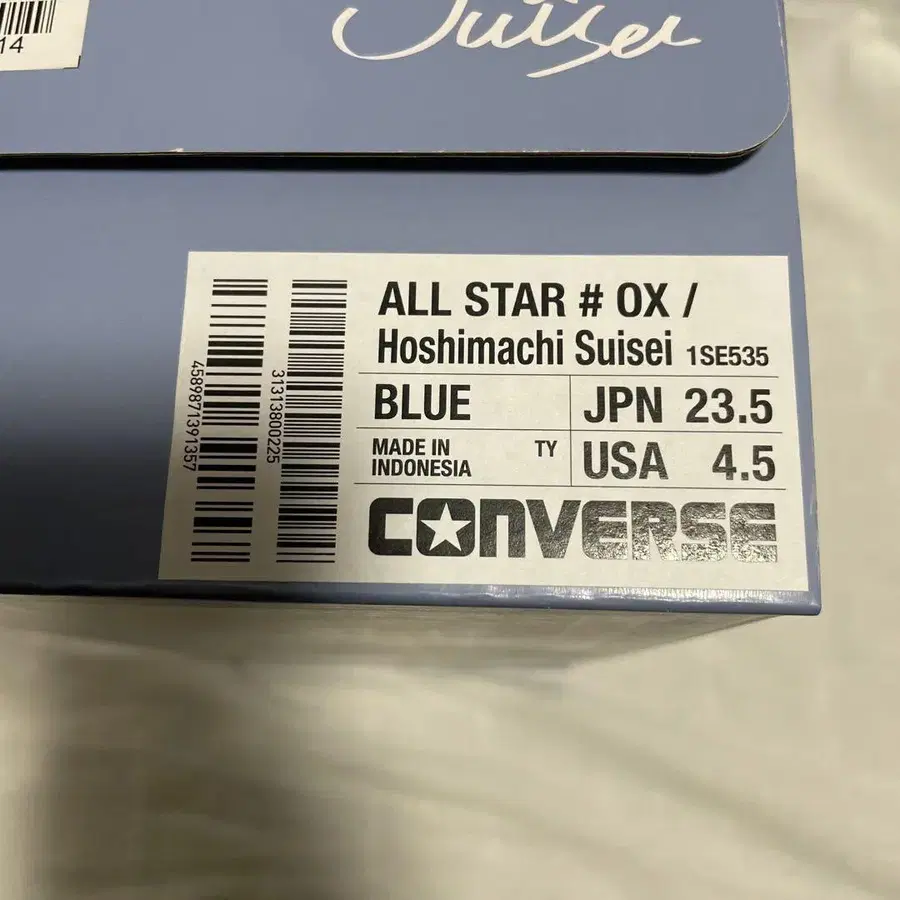 14
Suisei
ALL STAR # OX /
Hoshimachi Suisei 1SE535
BLUE JPN 23.5
MADE IN INDONESIA TY USA 4.5
CONVERSE
4589871391357
31313800225